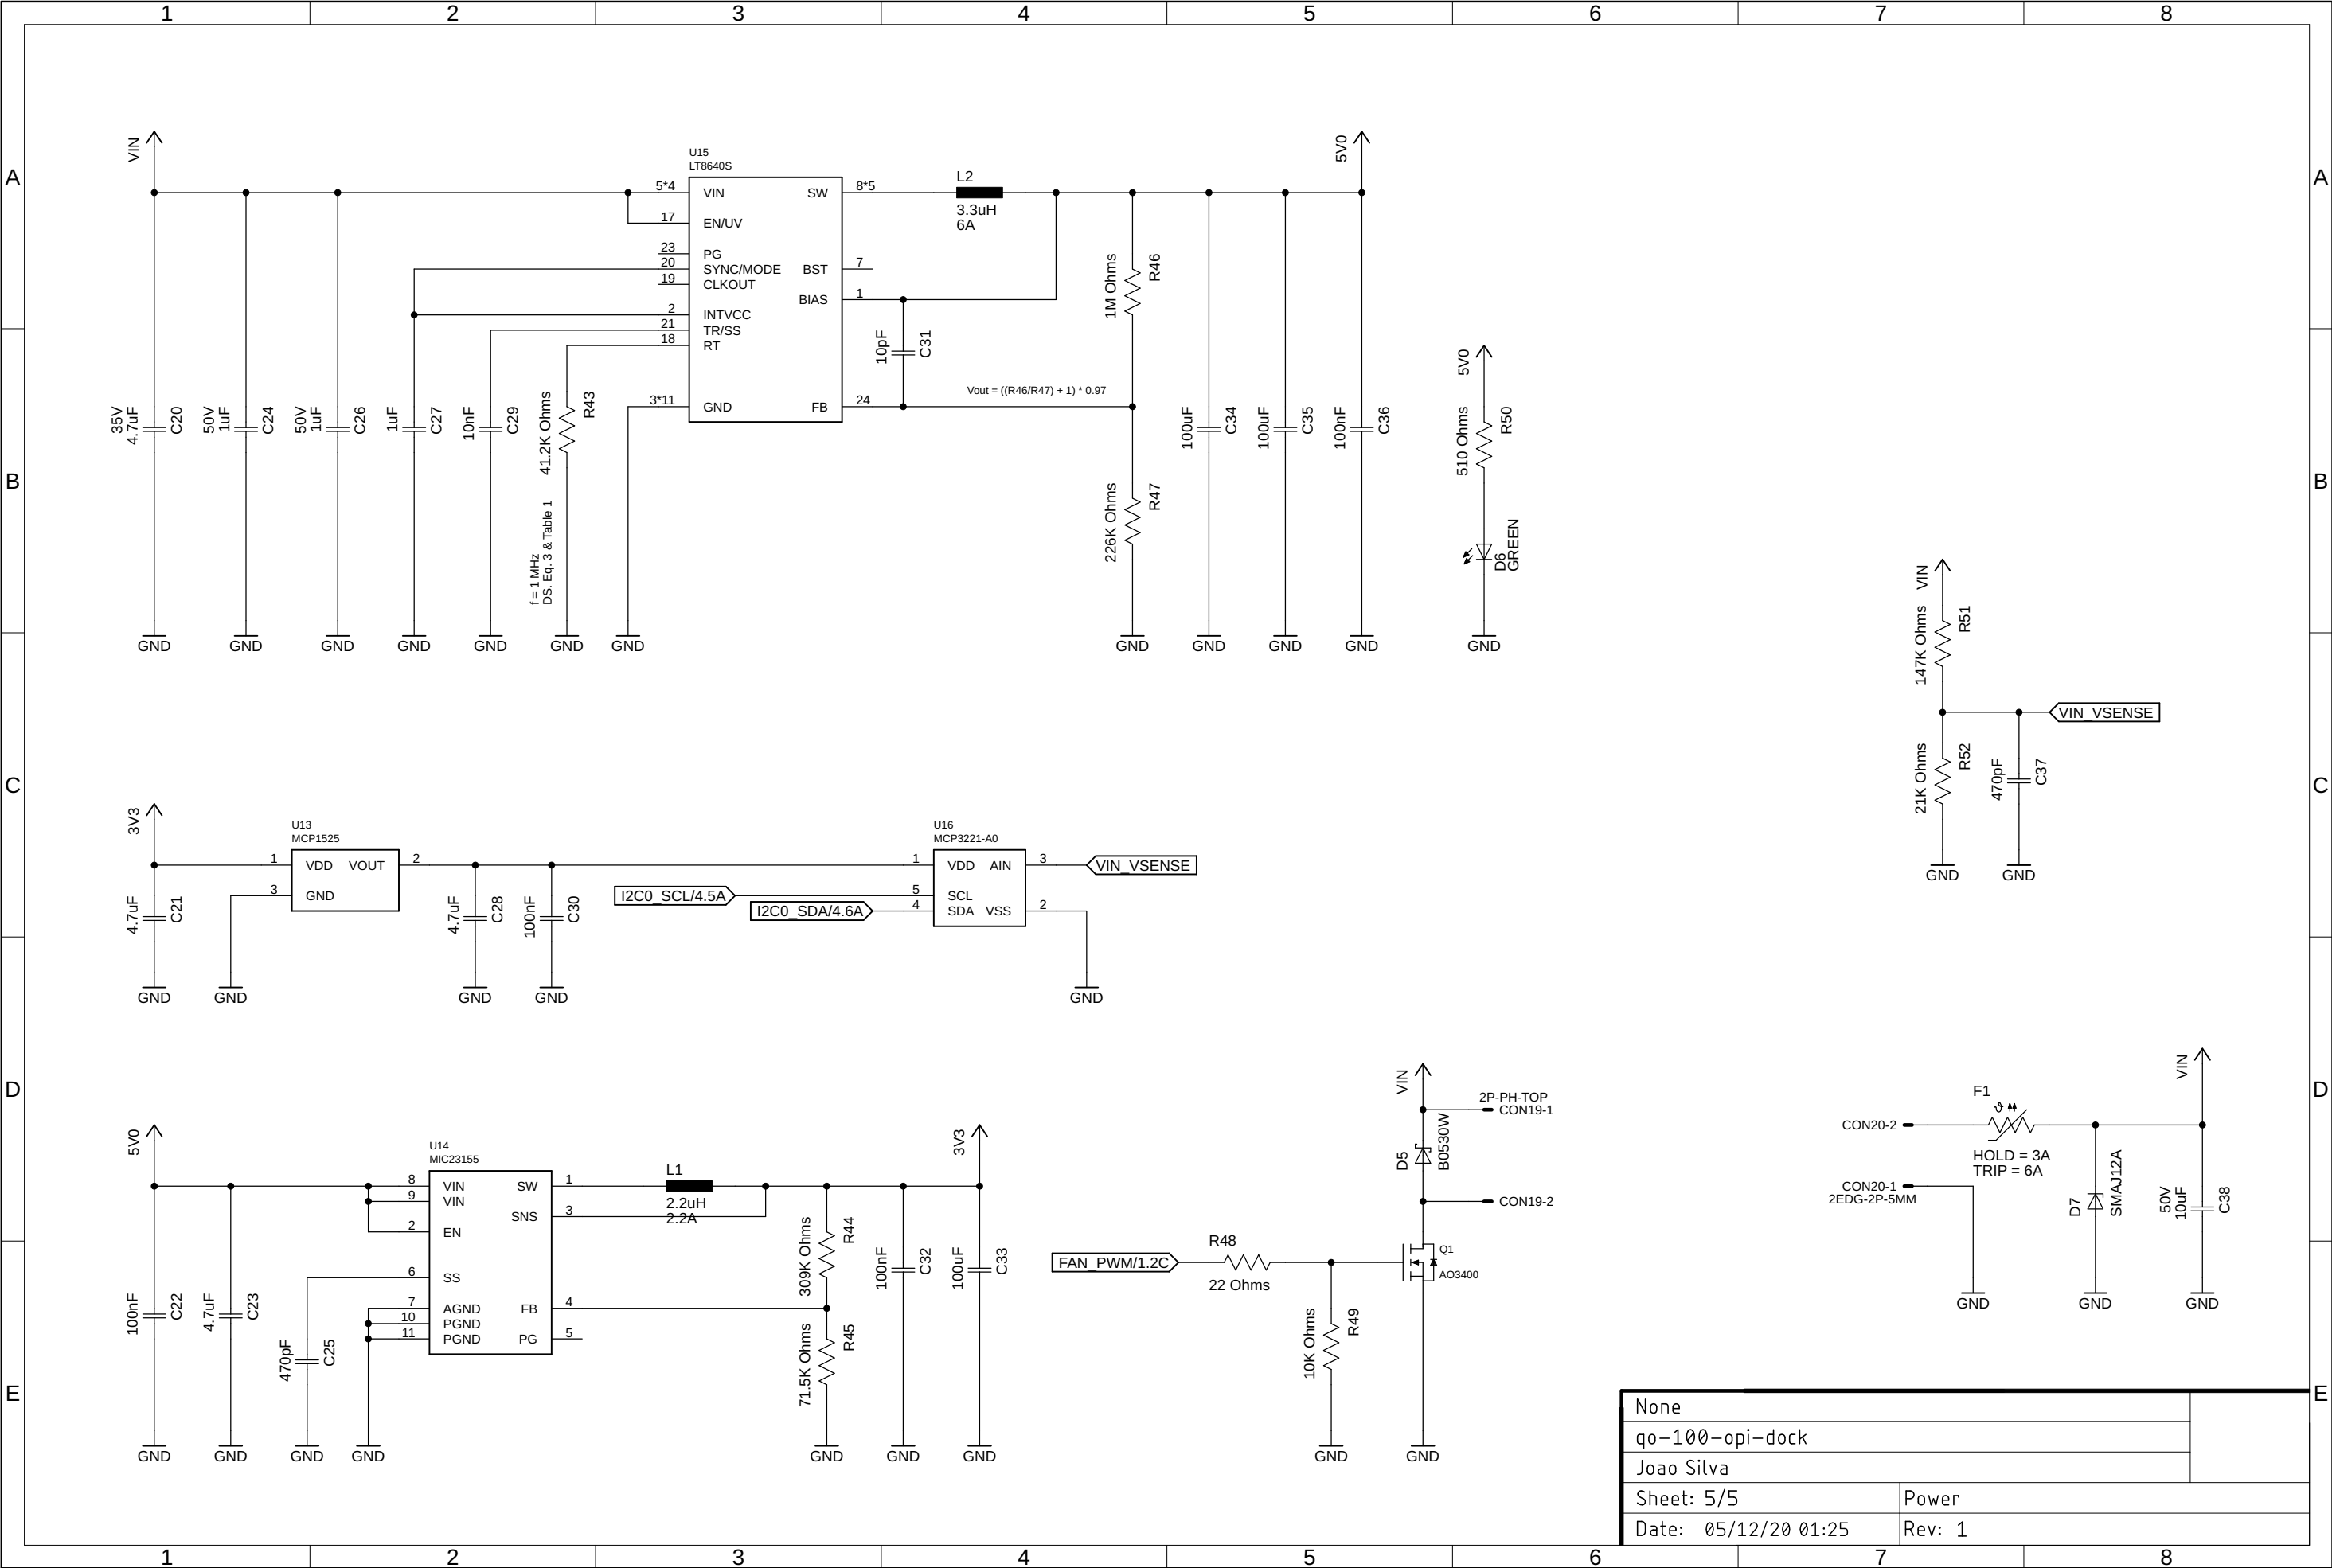 1 2 3 4 5 6 7 8
A A
B B
C C
D D
E E
VIN
35V
4.7uF
C20
GND
50V
1uF
C24
GND
50V
1uF
C26
GND
1uF
C27
GND
10nF
C29
GND
41.2K Ohms
R43
f = 1 MHz
DS. Eq. 3 & Table 1
GND
GND
U15
LT8640S
5*4 VIN SW 8*5
17 EN/UV
23 PG
20 SYNC/MODE BST 7
19 CLKOUT
BIAS 1
2 INTVCC
21 TR/SS
18 RT
3*11 GND FB 24
L2
3.3uH
6A
10pF
C31
Vout = ((R46/R47) + 1) * 0.97
1M Ohms
R46
226K Ohms
R47
GND
100uF
C34
GND
100uF
C35
GND
5V0
100nF
C36
GND
5V0
510 Ohms
R50
D6
GREEN
GND
VIN
147K Ohms
R51
VIN_VSENSE
21K Ohms
R52
470pF
C37
GND
GND
3V3
4.7uF
C21
GND
GND
U13
MCP1525
1 VDD VOUT 2
3 GND
4.7uF
C28
GND
100nF
C30
GND
I2C0_SCL/4.5A
I2C0_SDA/4.6A
U16
MCP3221-A0
1 VDD AIN 3
5 SCL
4 SDA VSS 2
VIN_VSENSE
GND
5V0
100nF
C22
GND
4.7uF
C23
GND
470pF
C25
GND
GND
U14
MIC23155
8 VIN SW 1
9 VIN
SNS 3
2 EN
6 SS
7 AGND FB 4
10 PGND
11 PGND PG 5
L1
2.2uH
2.2A
309K Ohms
R44
71.5K Ohms
R45
GND
100nF
C32
GND
3V3
100uF
C33
GND
FAN_PWM/1.2C
R48
22 Ohms
10K Ohms
R49
GND
VIN
2P-PH-TOP
CON19-1
D5
B0530W
CON19-2
Q1
AO3400
GND
CON20-2
CON20-1
2EDG-2P-5MM
F1
ϑ
HOLD = 3A
TRIP = 6A
GND
D7
SMAJ12A
GND
VIN
50V
10uF
C38
GND
None
qo-100-opi-dock
Joao Silva
Sheet: 5/5 Power
Date: 05/12/20 01:25 Rev: 1
1 2 3 4 5 6 7 8